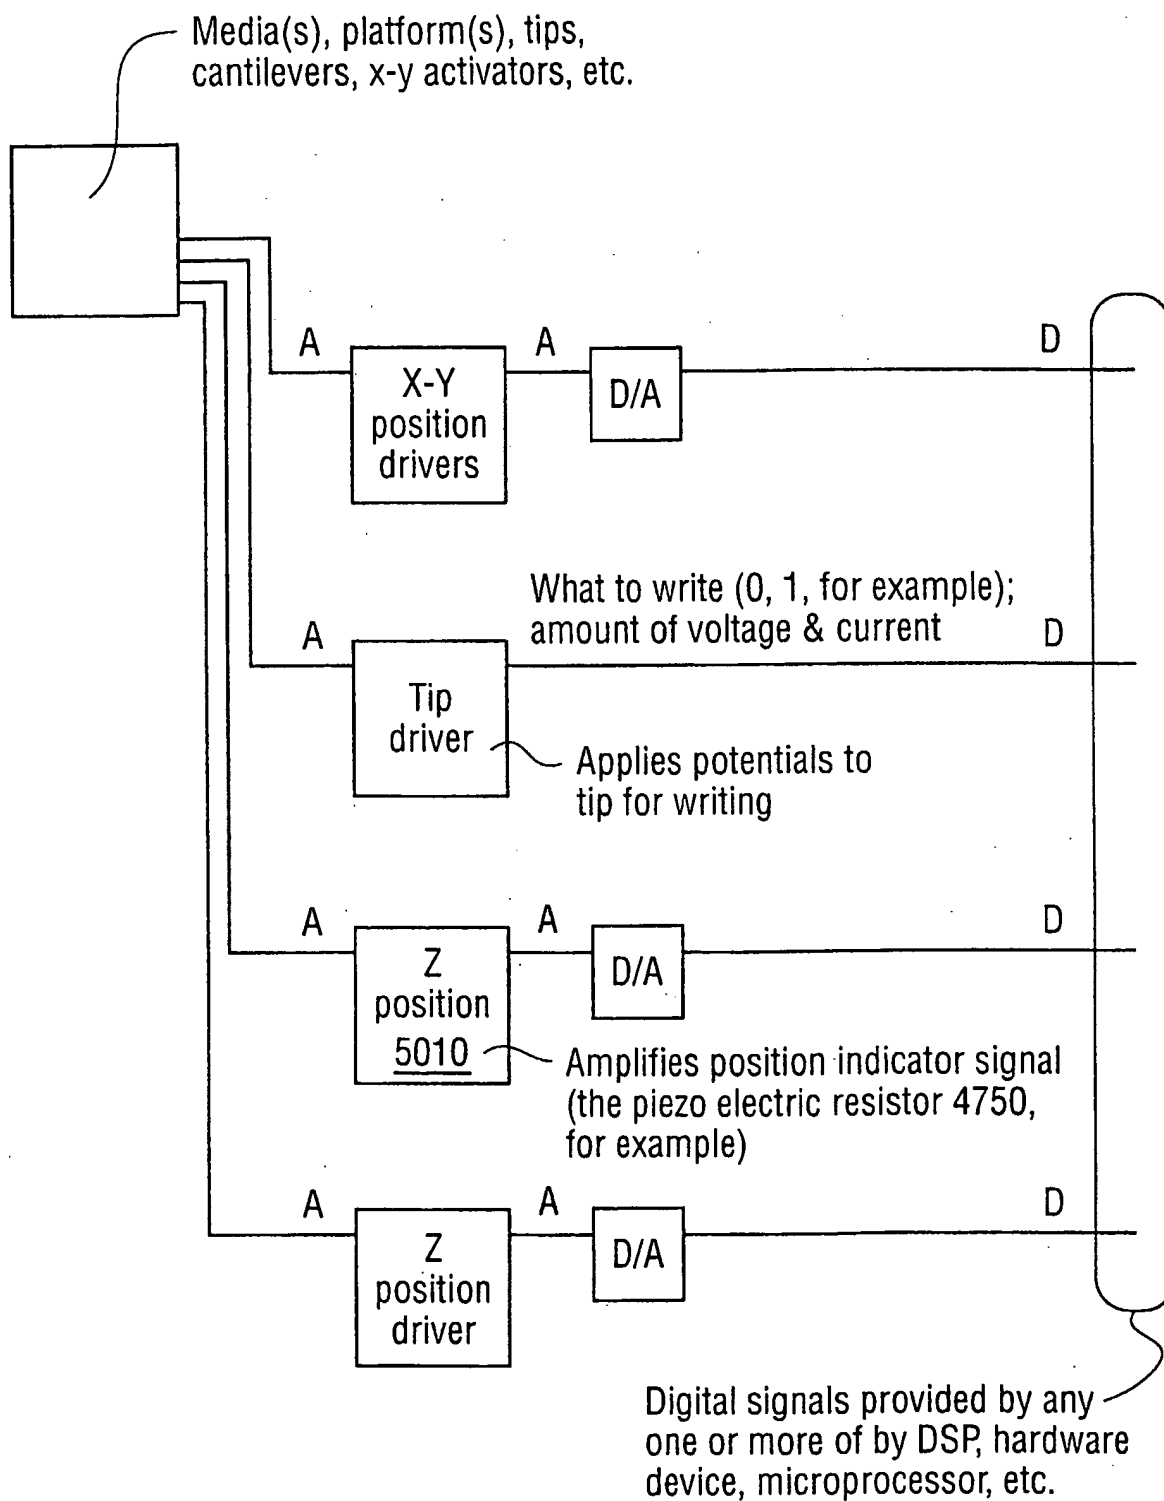 Media(s), platform(s), tips,
cantilevers, x-y activators, etc.
A
A
D
X-Y
position
drivers
D/A
What to write (0, 1, for example);
amount of voltage & current
A
D
Tip
driver
Applies potentials to
tip for writing
A
A
D
Z
position
5010
D/A
Amplifies position indicator signal
(the piezo electric resistor 4750,
for example)
A
A
D
Z
position
driver
D/A
Digital signals provided by any
one or more of by DSP, hardware
device, microprocessor, etc.